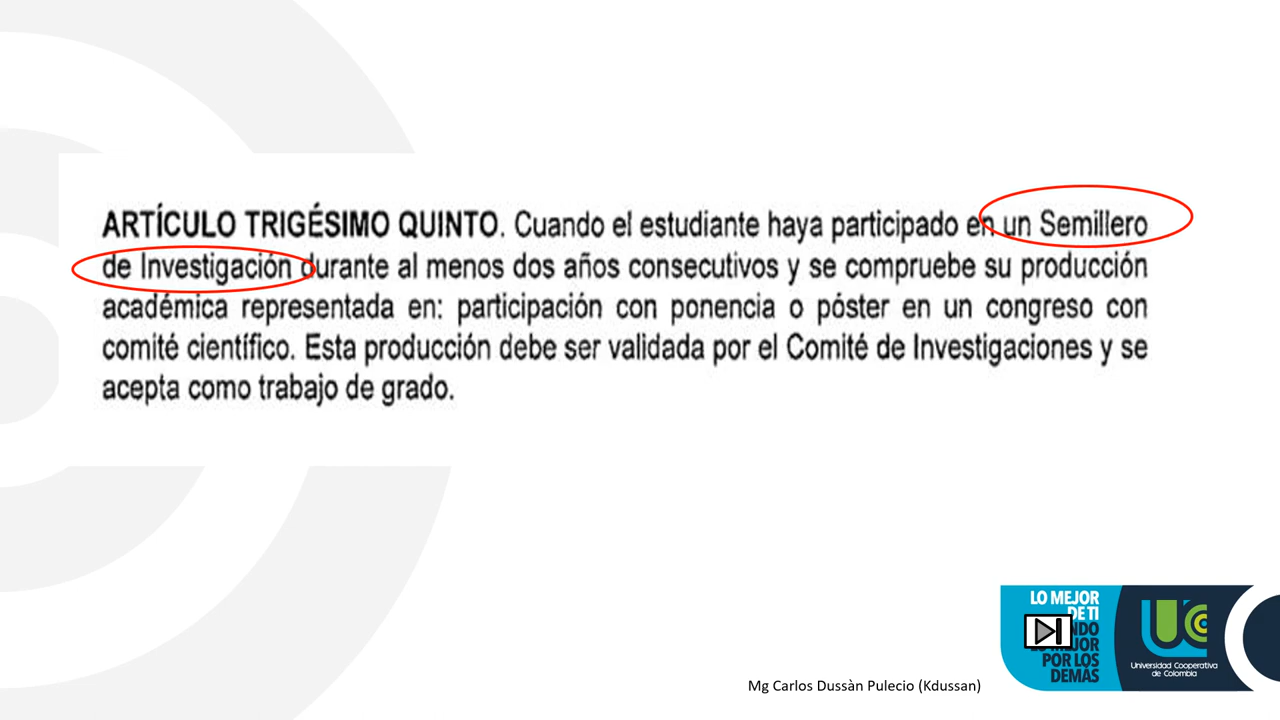 ARTÍCULO TRIGÉSIMO QUINTO. Cuando el estudiante haya participado en un Semillero
de Investigación durante al menos dos años consecutivos y se compruebe su producción
académica representada en: participación con ponencia o póster en un congreso con
comité científico. Esta producción debe ser validada por el Comité de Investigaciones y se
acepta como trabajo de grado.
LO MEJOR
DE TI
POR LOS
DEMÁS
UCC
Universidad Cooperativa
de Colombia
Mg Carlos Dussàn Pulecio (Kdussan)